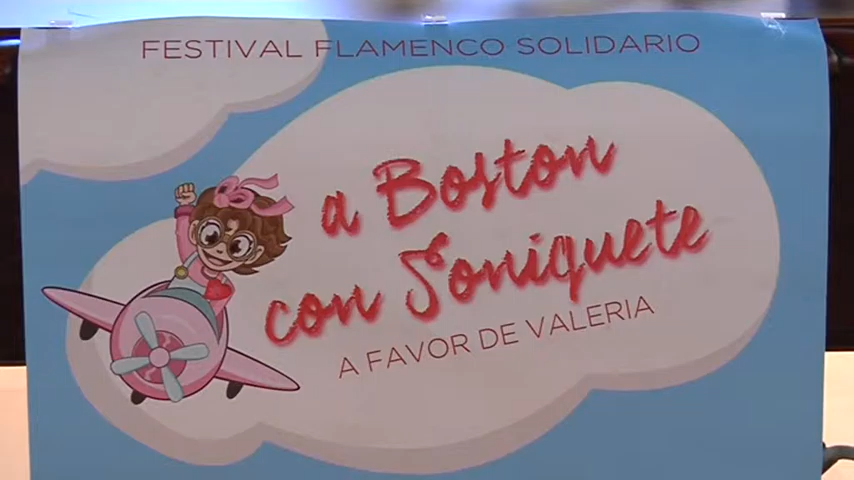 FESTIVAL FLAMENCO SOLIDARIO
a Boston
con Soniquete
A FAVOR DE VALERIA